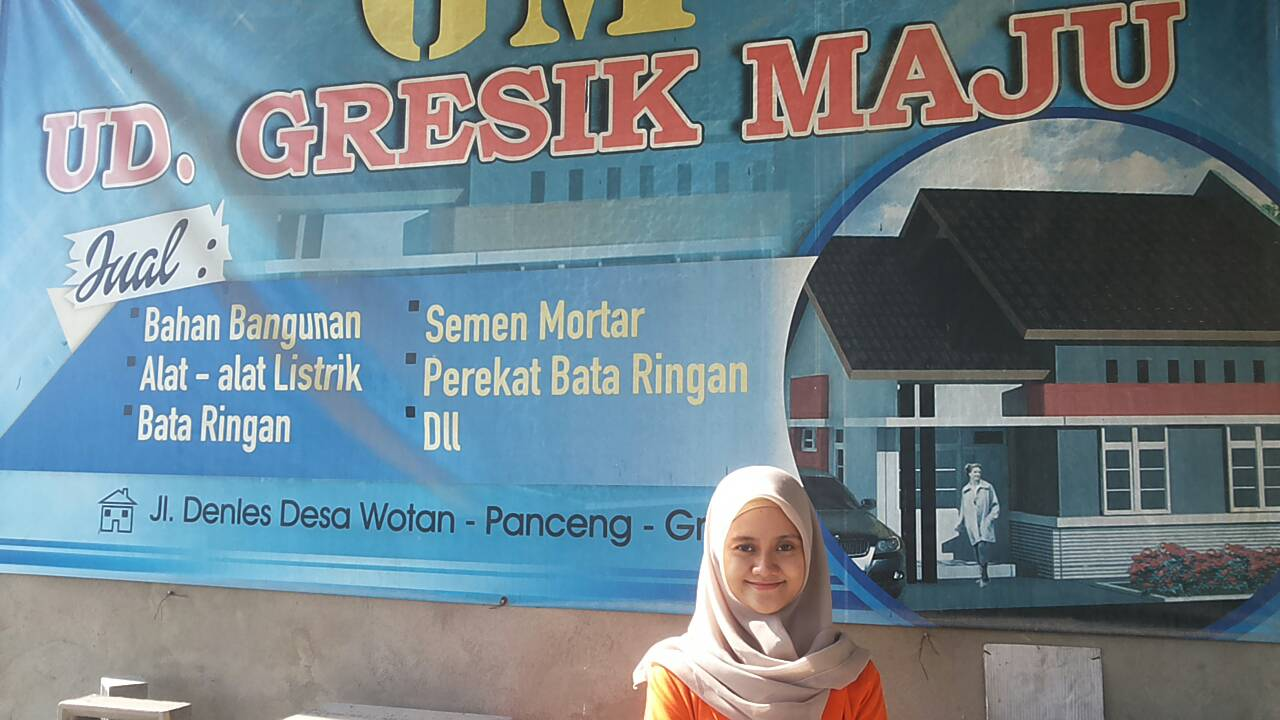 UD. GRESIK MAJU
Jual :
Bahan Bangunan
Alat - alat Listrik
Bata Ringan
Semen Mortar
Perekat Bata Ringan
Dll
Jl. Denles Desa Wotan - Panceng -